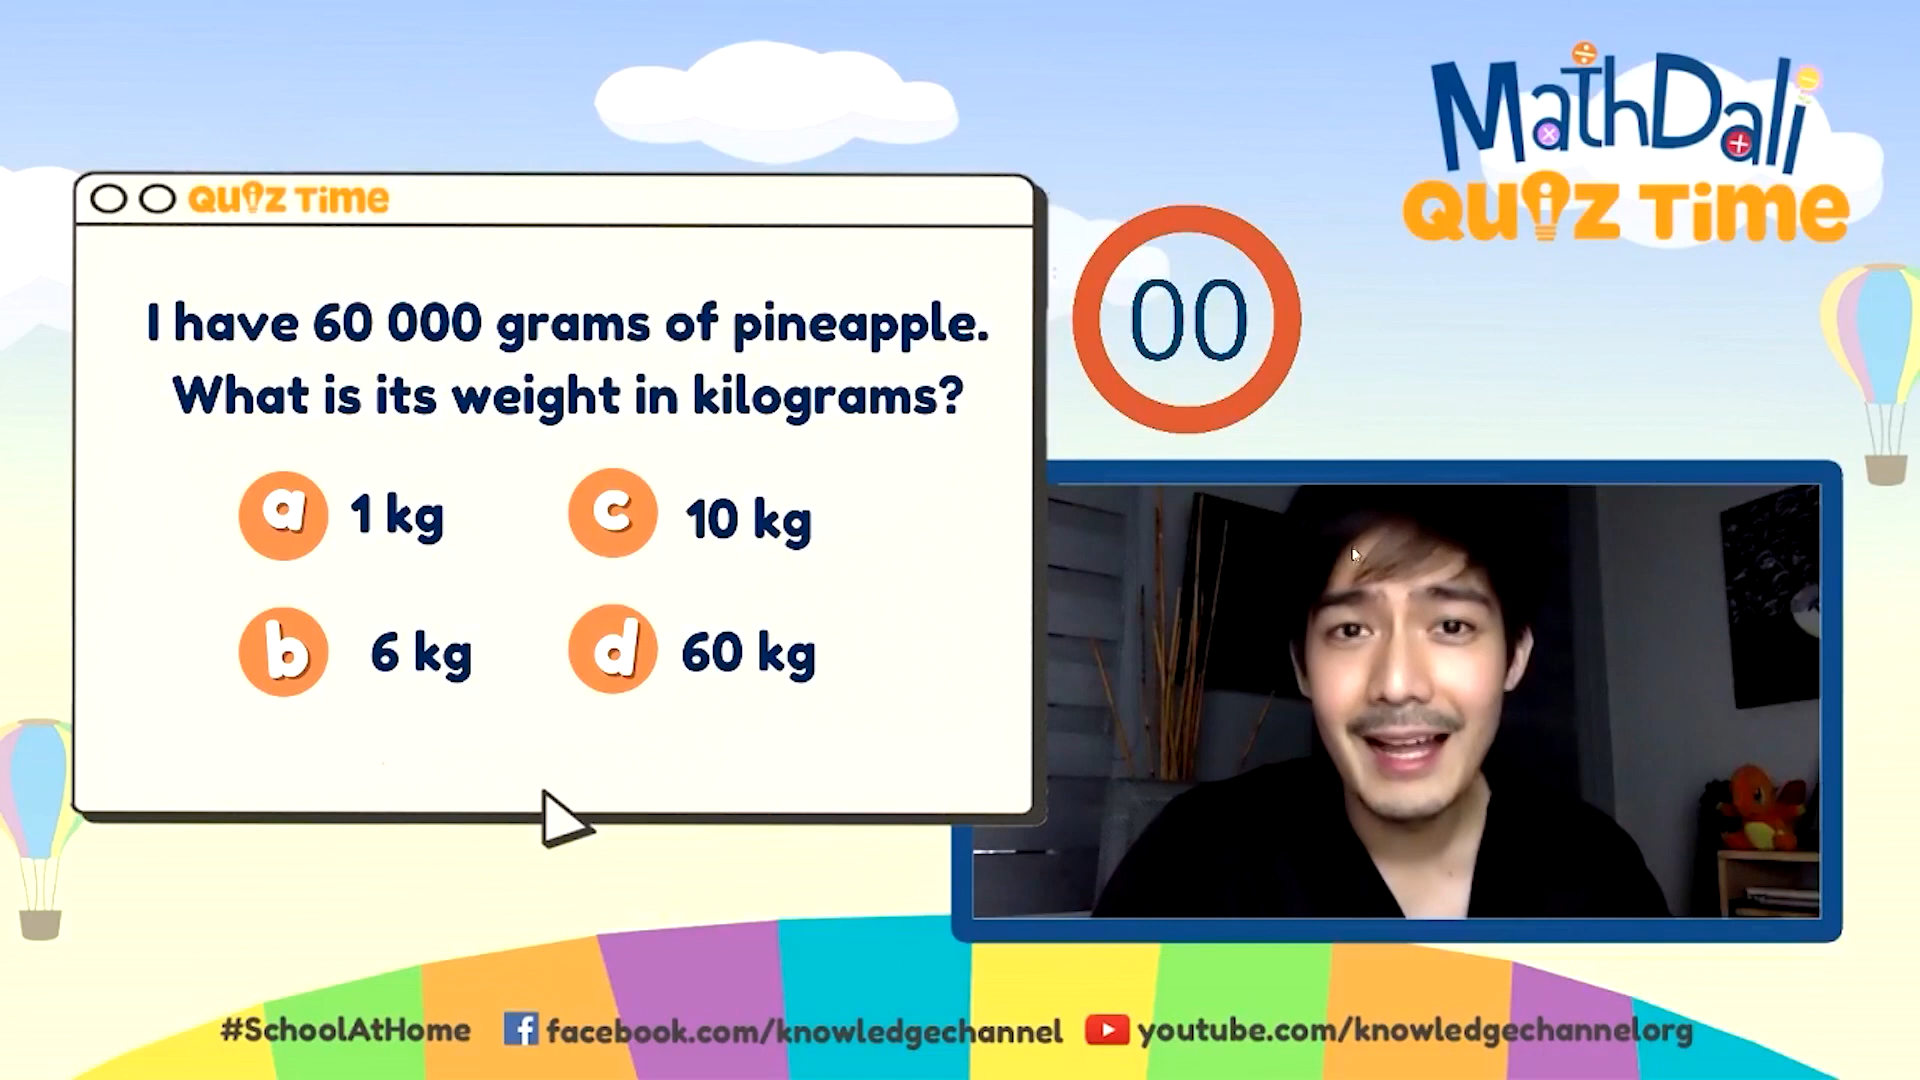 MathDali
Quiz Time
Quiz Time
00
I have 60 000 grams of pineapple.
What is its weight in kilograms?
a 1 kg
c 10 kg
b 6 kg
d 60 kg
#SchoolAtHome facebook.com/knowledgechannel youtube.com/knowledgechannelorg